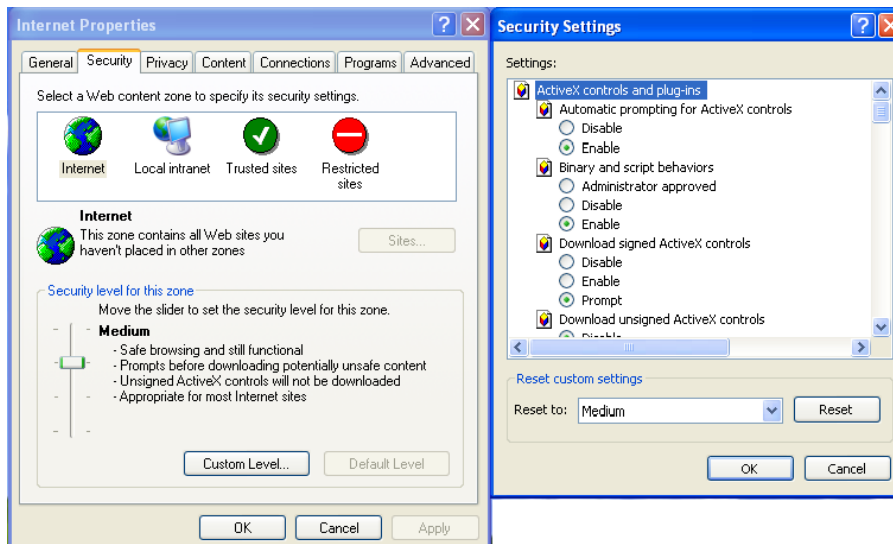 Internet Properties
General Security Privacy Content Connections Programs Advanced
Select a Web content zone to specify its security settings.
Internet Local intranet Trusted sites Restricted
sites
Internet
This zone contains all Web sites you
haven't placed in other zones
Sites...
Security level for this zone
Move the slider to set the security level for this zone.
Medium
- Safe browsing and still functional
- Prompts before downloading potentially unsafe content
- Unsigned ActiveX controls will not be downloaded
- Appropriate for most Internet sites
Custom Level... Default Level
OK Cancel Apply
Security Settings
Settings:
ActiveX controls and plug-ins
Automatic prompting for ActiveX controls
Disable
Enable
Binary and script behaviors
Administrator approved
Disable
Enable
Download signed ActiveX controls
Disable
Enable
Prompt
Download unsigned ActiveX controls
Disable
Reset custom settings
Reset to: Medium Reset
OK Cancel